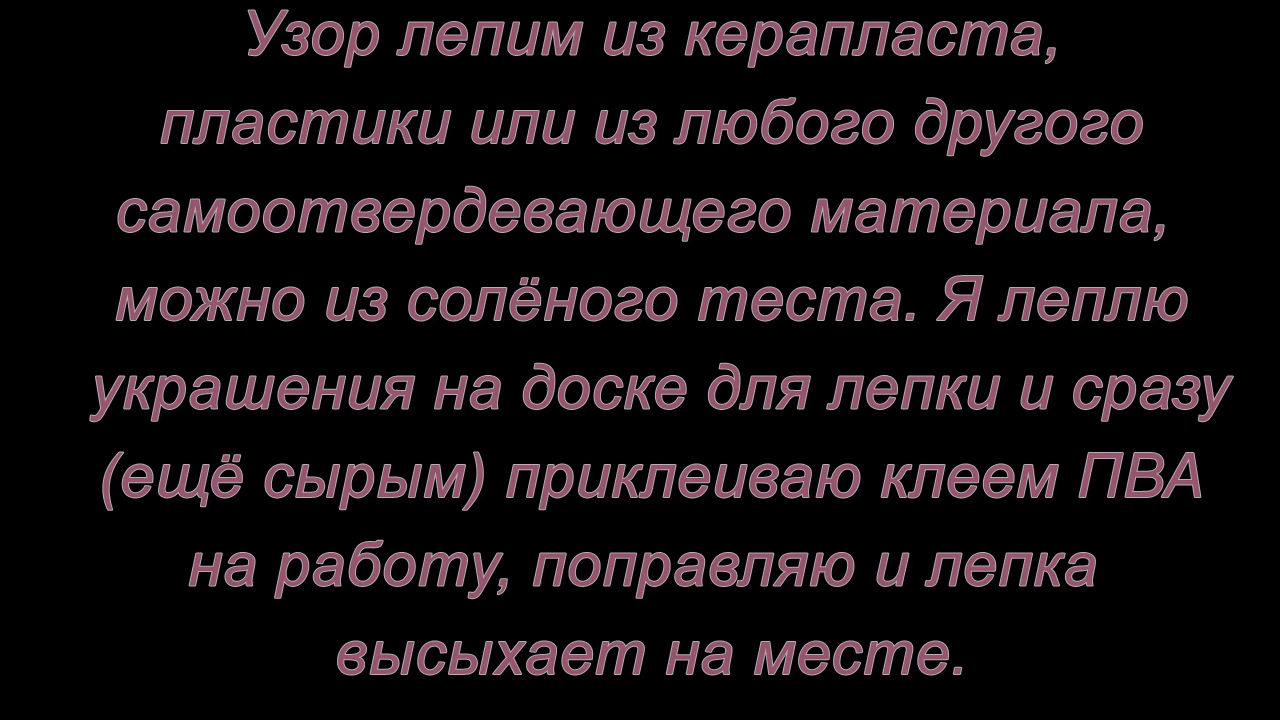 Узор лепим из керапласта,
пластики или из любого другого
самоотвердевающего материала,
можно из солёного теста. Я леплю
украшения на доске для лепки и сразу
(ещё сырым) приклеиваю клеем ПВА
на работу, поправляю и лепка
высыхает на месте.